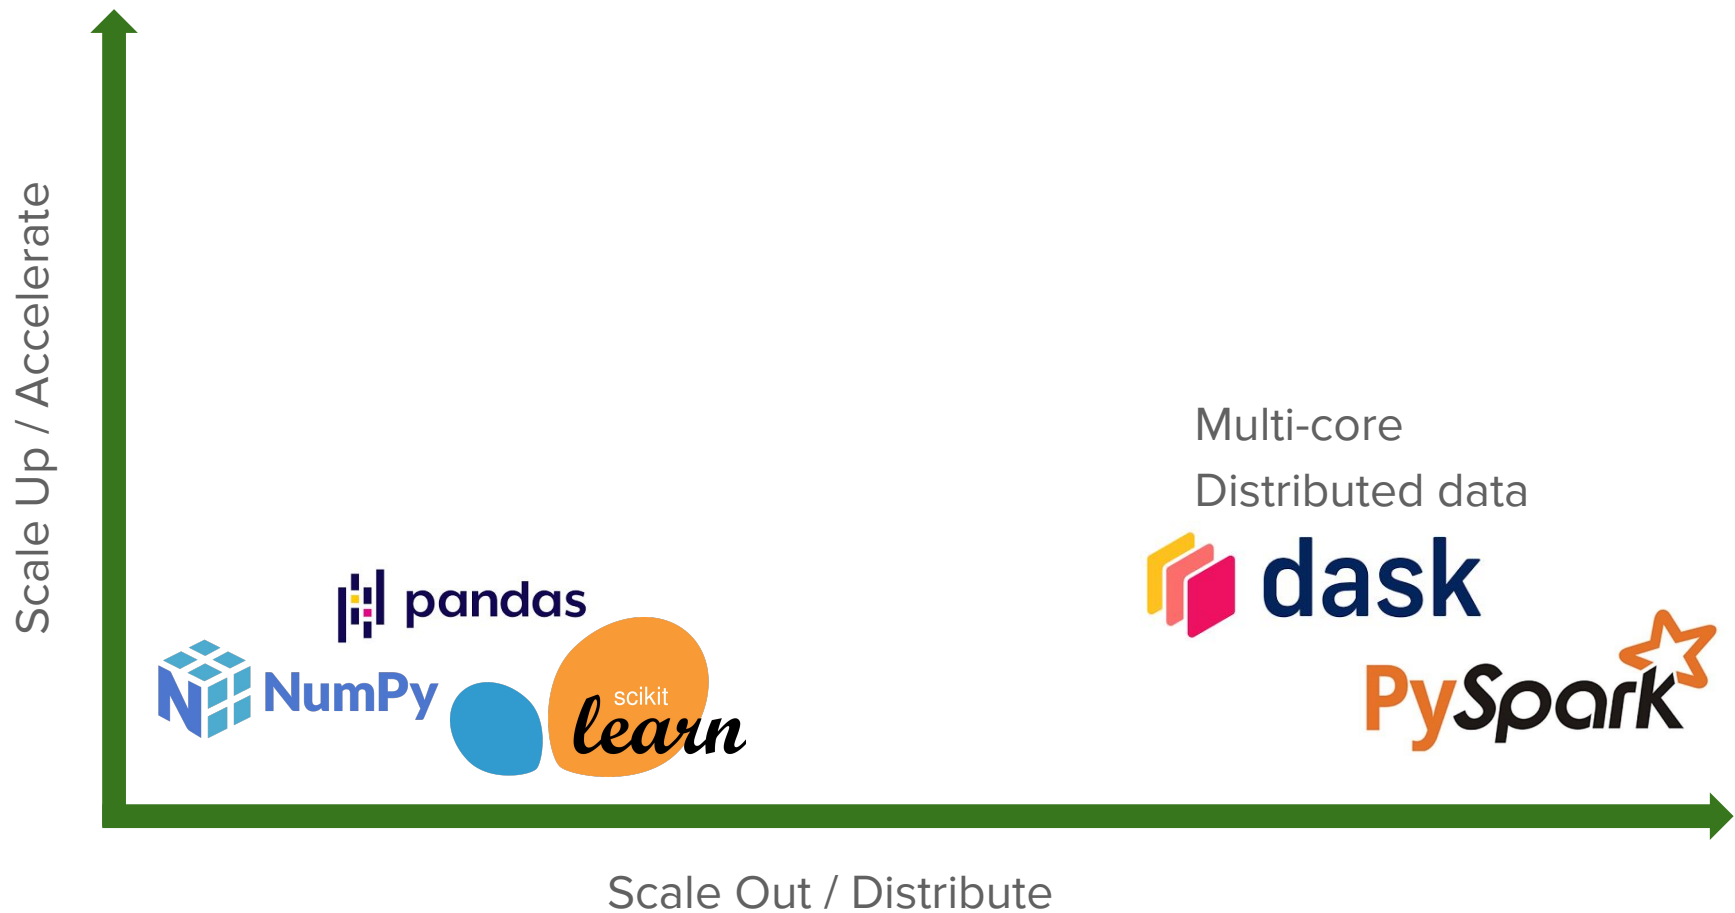 Scale Up / Accelerate
Multi-core
Distributed data
dask
pandas
PySpark
NumPy
scikit
learn
Scale Out / Distribute